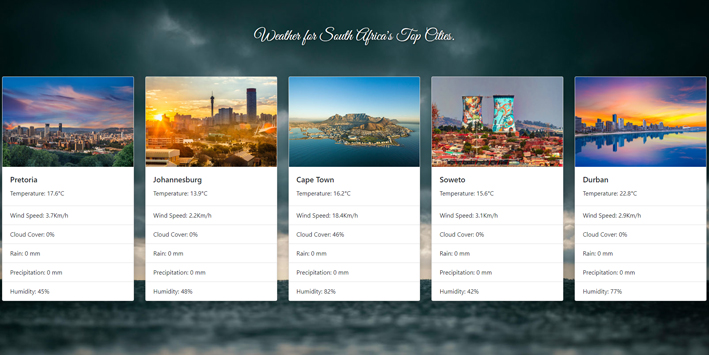 Weather for South Africa's Top Cities.
Pretoria
Temperature: 17.6°C
Wind Speed: 3.7Km/h
Cloud Cover: 0%
Rain: 0 mm
Precipitation: 0 mm
Humidity: 45%
Johannesburg
Temperature: 13.9°C
Wind Speed: 2.2Km/h
Cloud Cover: 0%
Rain: 0 mm
Precipitation: 0 mm
Humidity: 48%
Cape Town
Temperature: 16.2°C
Wind Speed: 18.4Km/h
Cloud Cover: 46%
Rain: 0 mm
Precipitation: 0 mm
Humidity: 82%
Soweto
Temperature: 15.6°C
Wind Speed: 3.1Km/h
Cloud Cover: 0%
Rain: 0 mm
Precipitation: 0 mm
Humidity: 42%
Durban
Temperature: 22.8°C
Wind Speed: 2.9Km/h
Cloud Cover: 0%
Rain: 0 mm
Precipitation: 0 mm
Humidity: 77%